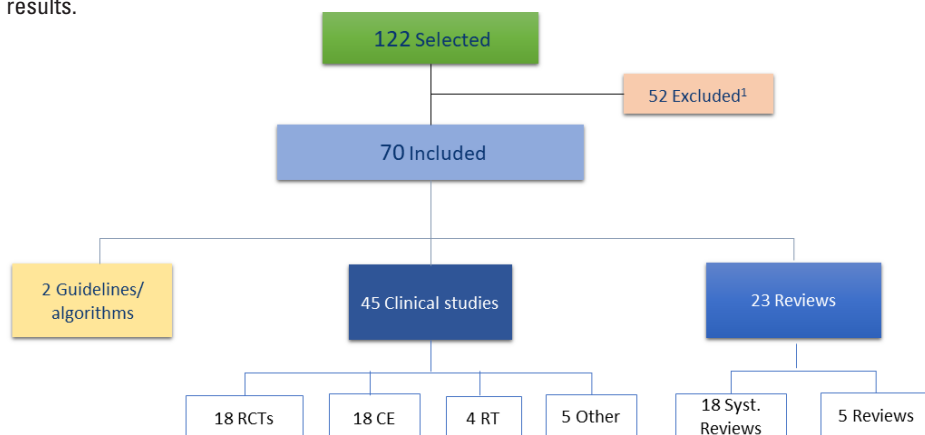 results.
122 Selected
52 Excluded¹
70 Included
2 Guidelines/
algorithms
45 Clinical studies
23 Reviews
18 RCTs
18 CE
4 RT
5 Other
18 Syst.
Reviews
5 Reviews